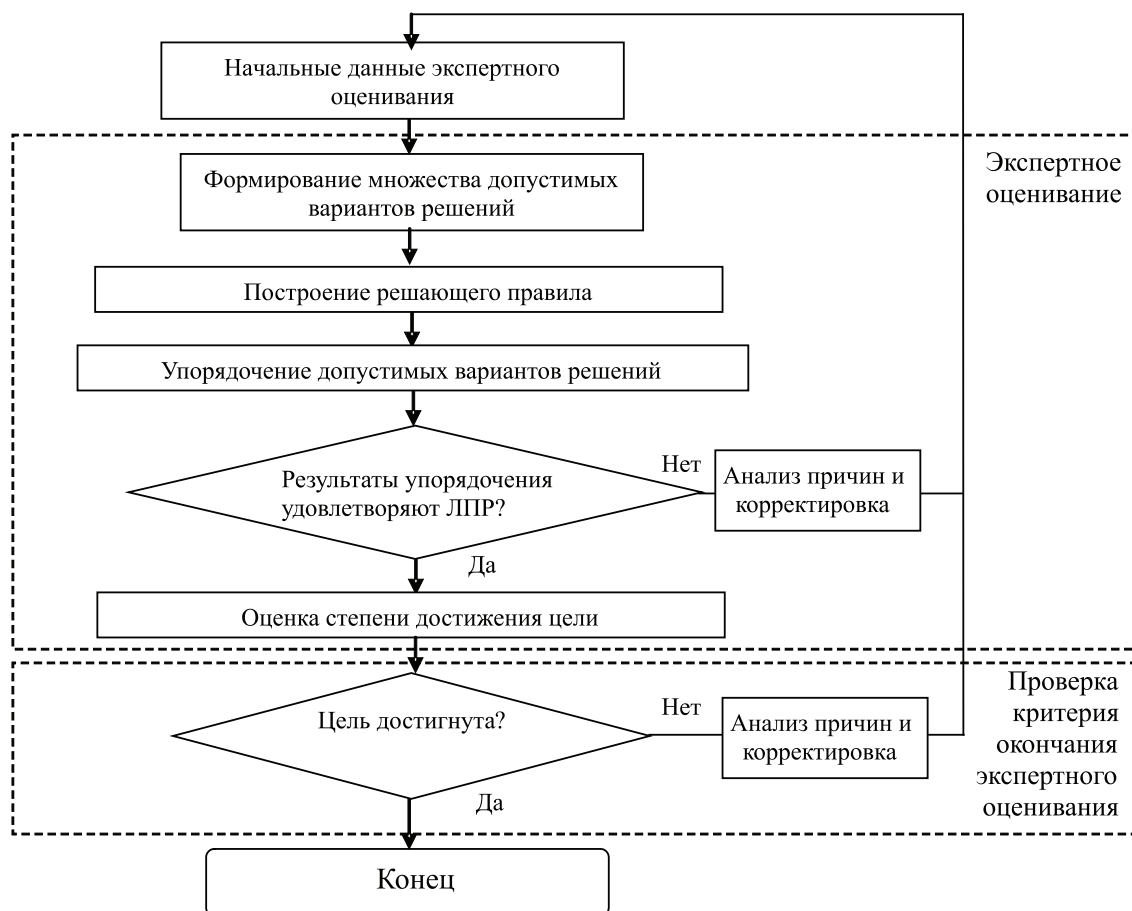 Начальные данные экспертного
оценивания
Экспертное
оценивание
Формирование множества допустимых
вариантов решений
Построение решающего правила
Упорядочение допустимых вариантов решений
Результаты упорядочения
удовлетворяют ЛПР?
Нет
Анализ причин и
корректировка
Да
Оценка степени достижения цели
Проверка
критерия
окончания
экспертного
оценивания
Цель достигнута?
Нет
Анализ причин и
корректировка
Да
Конец